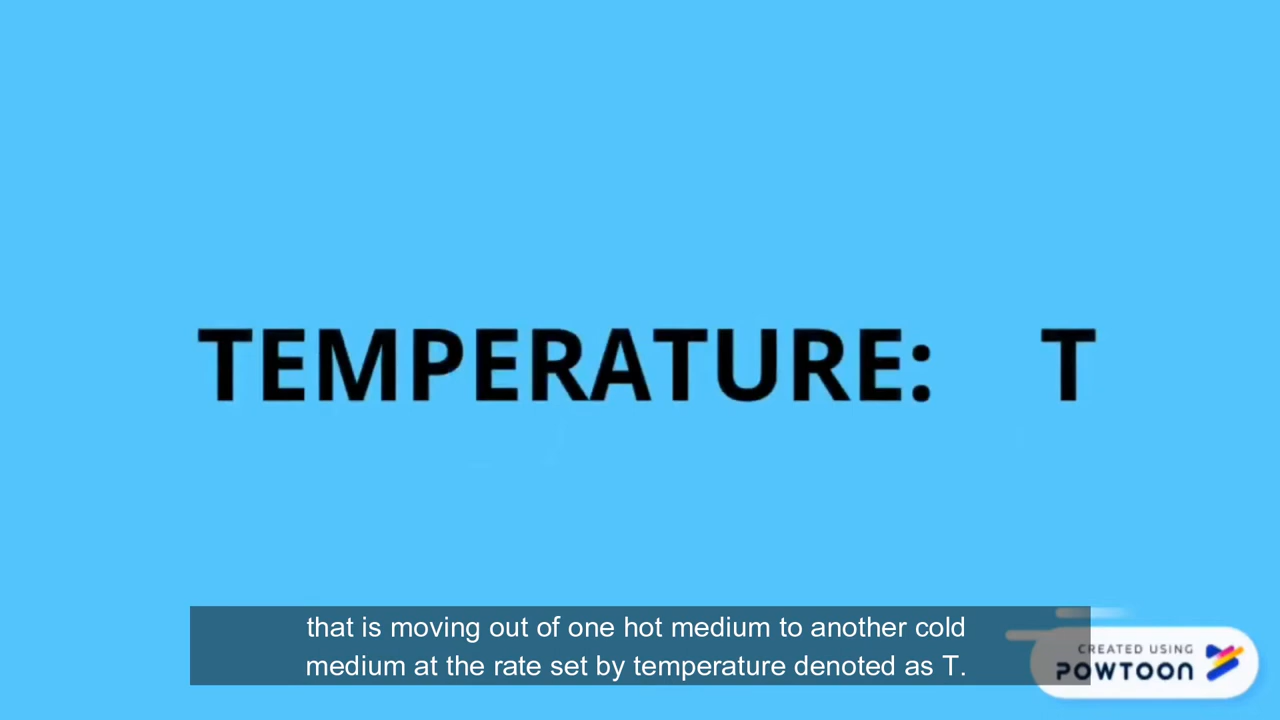 TEMPERATURE: T
that is moving out of one hot medium to another cold
medium at the rate set by temperature denoted as T.
CREATED USING
POWTOON